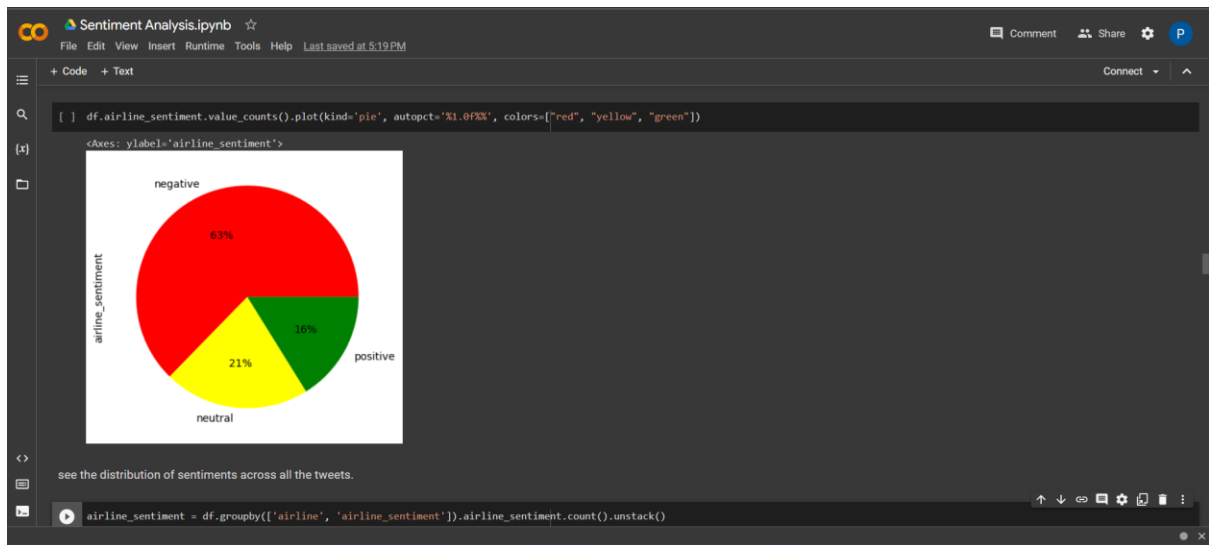 Sentiment Analysis.ipynb
File Edit View Insert Runtime Tools Help Last saved at 5:19 PM
Comment Share P
+ Code + Text Connect
[ ] df.airline_sentiment.value_counts().plot(kind='pie', autopct='%1.0f%%', colors=["red", "yellow", "green"])
{x}
<Axes: ylabel='airline_sentiment'>
negative
63%
airline_sentiment
16%
21%
positive
neutral
see the distribution of sentiments across all the tweets.
airline_sentiment = df.groupby(['airline', 'airline_sentiment']).airline_sentiment.count().unstack()